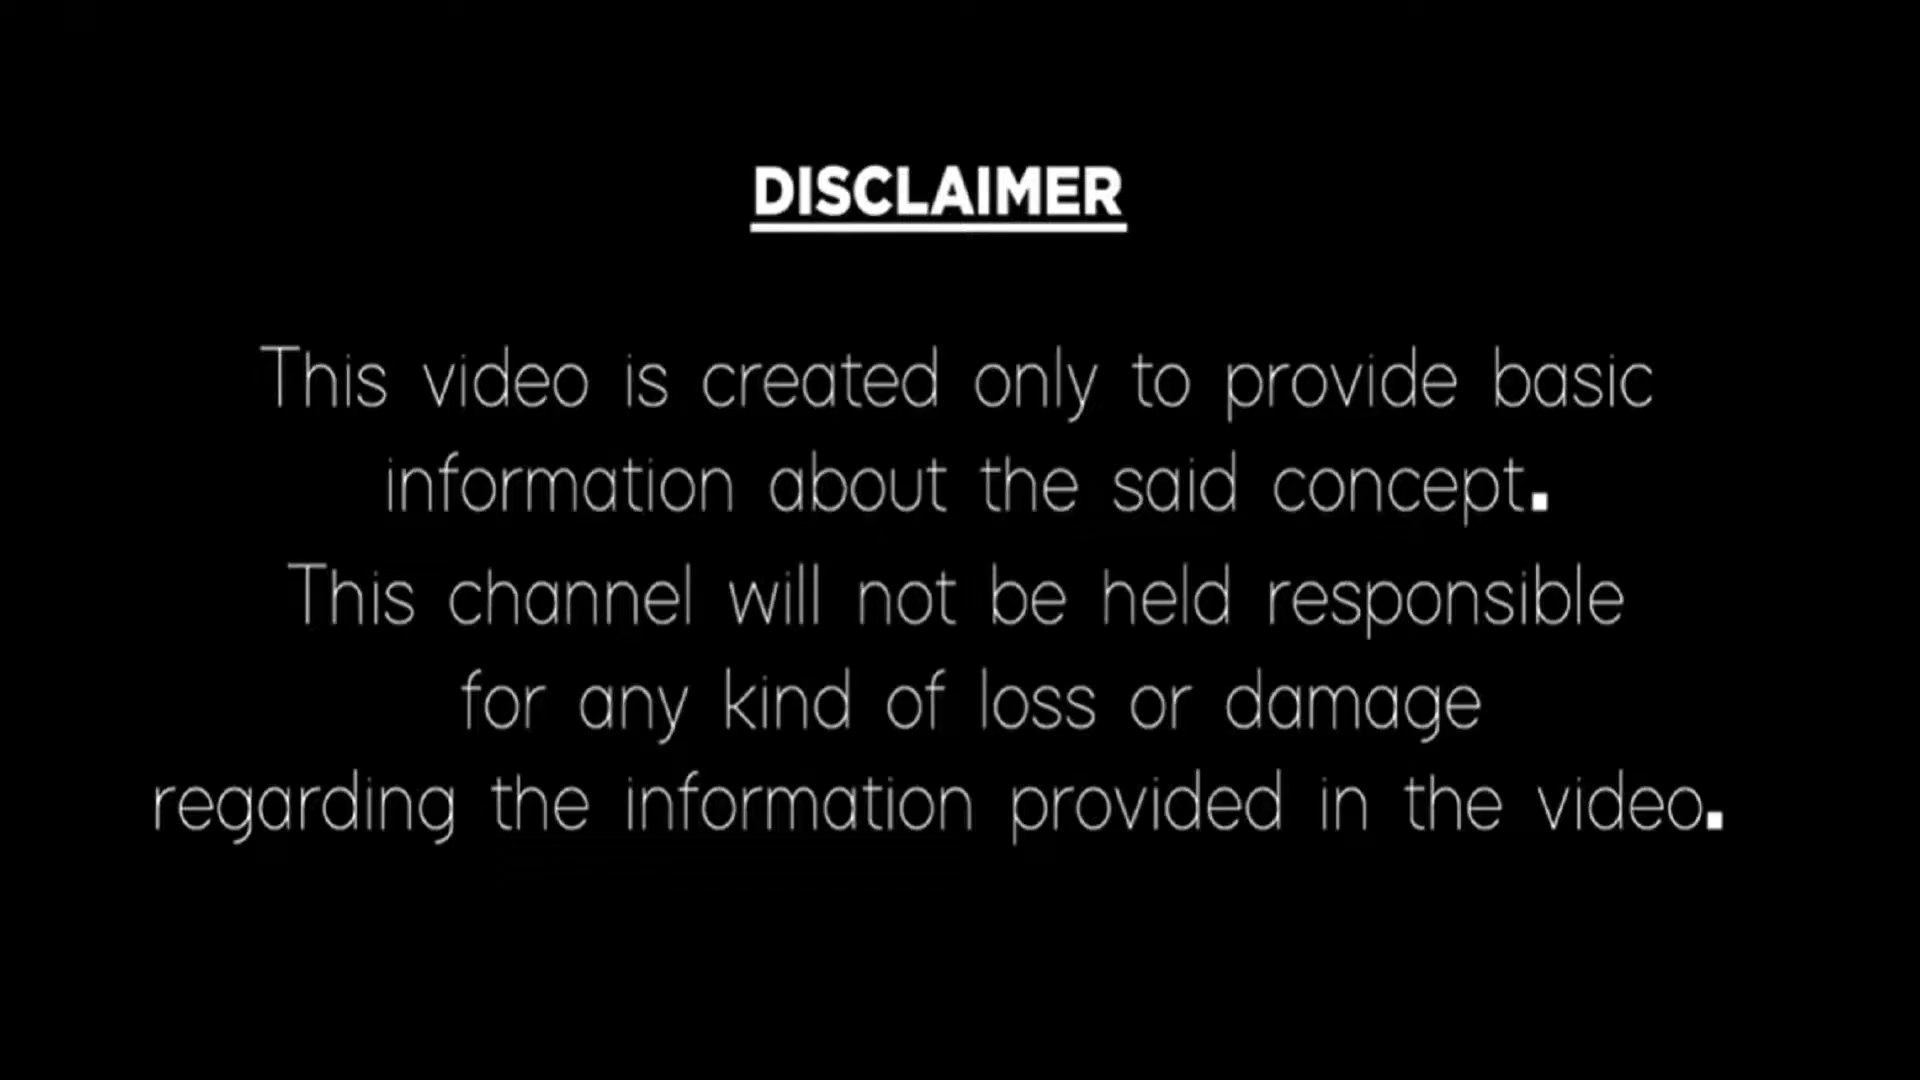 DISCLAIMER
This video is created only to provide basic
information about the said concept.
This channel will not be held responsible
for any kind of loss or damage
regarding the information provided in the video.